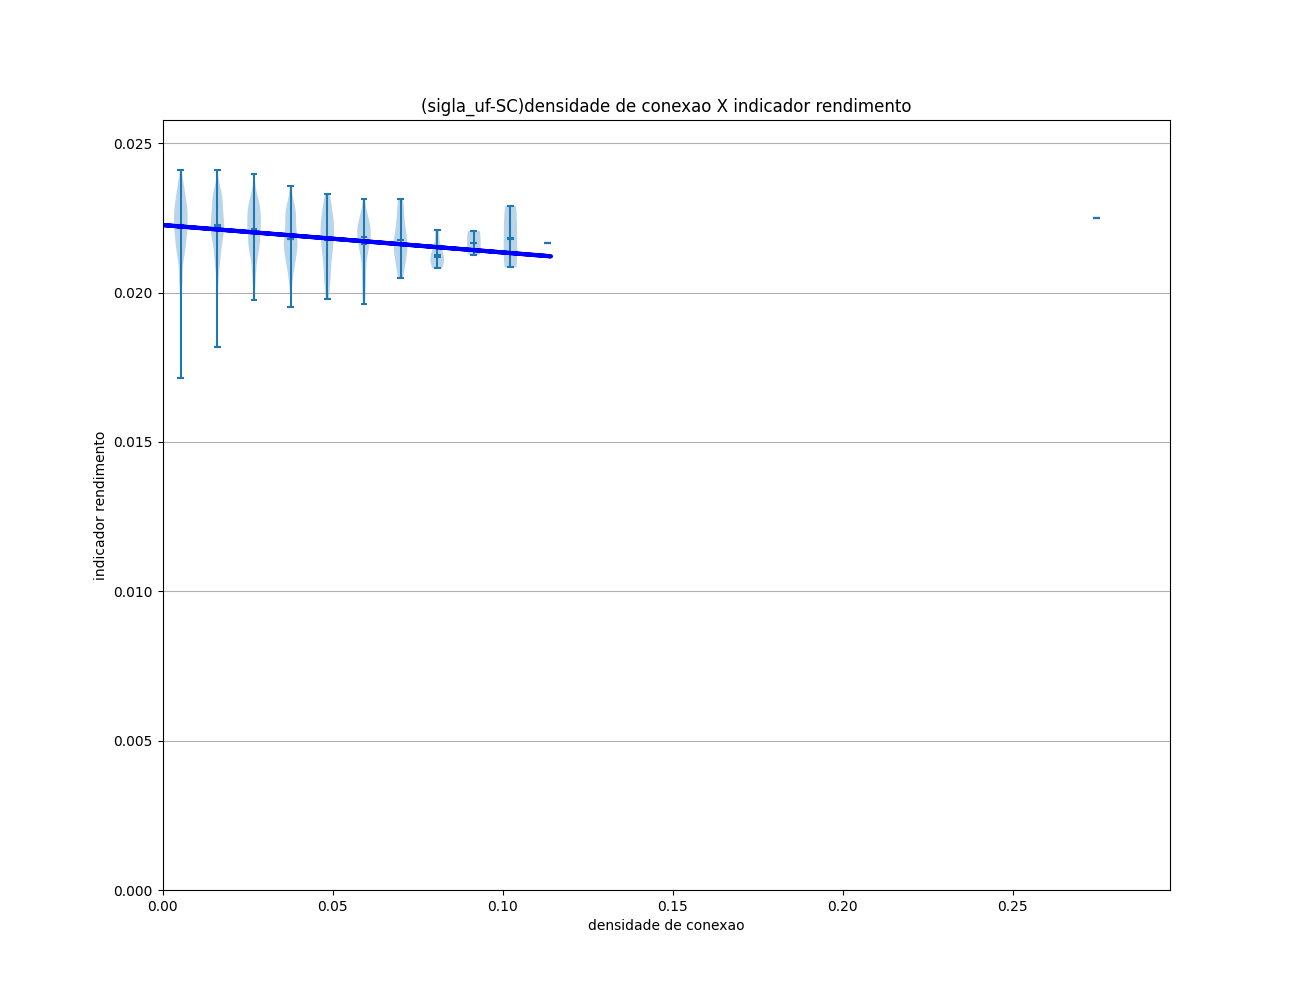 (sigla_uf-SC)densidade de conexao X indicador rendimento
0.025
0.020
0.015
0.010
0.005
0.000
indicador rendimento
0.00 0.05 0.10 0.15 0.20 0.25
densidade de conexao